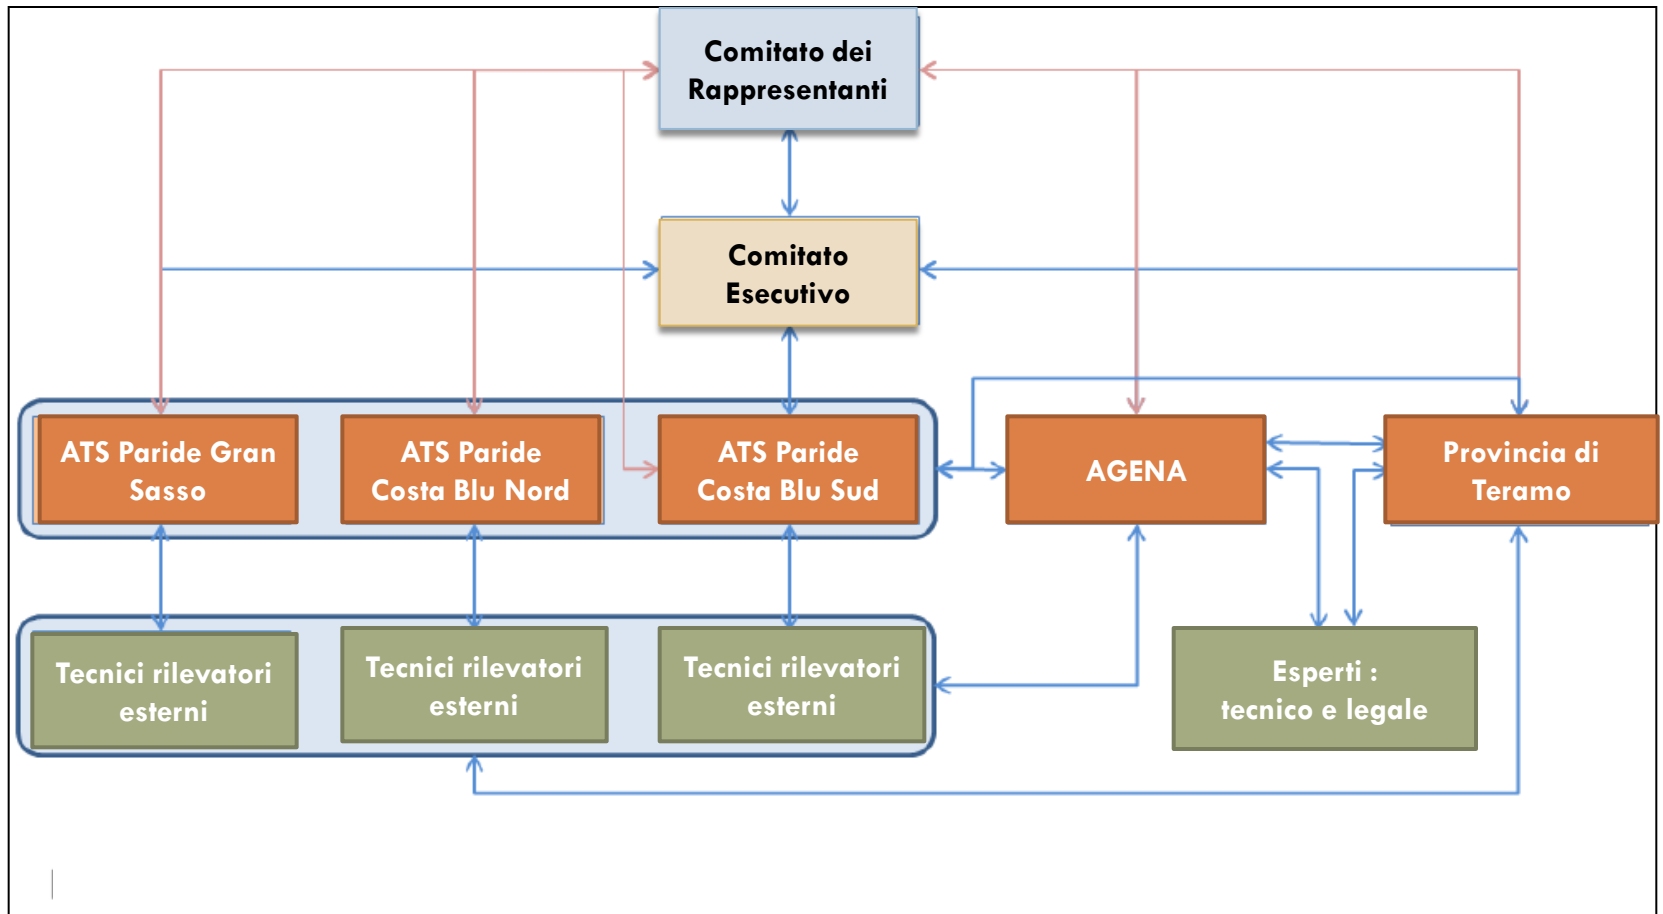 Comitato dei
Rappresentanti
Comitato
Esecutivo
ATS Paride Gran
Sasso
ATS Paride
Costa Blu Nord
ATS Paride
Costa Blu Sud
AGENA
Provincia di
Teramo
Tecnici rilevatori
esterni
Tecnici rilevatori
esterni
Tecnici rilevatori
esterni
Esperti :
tecnico e legale